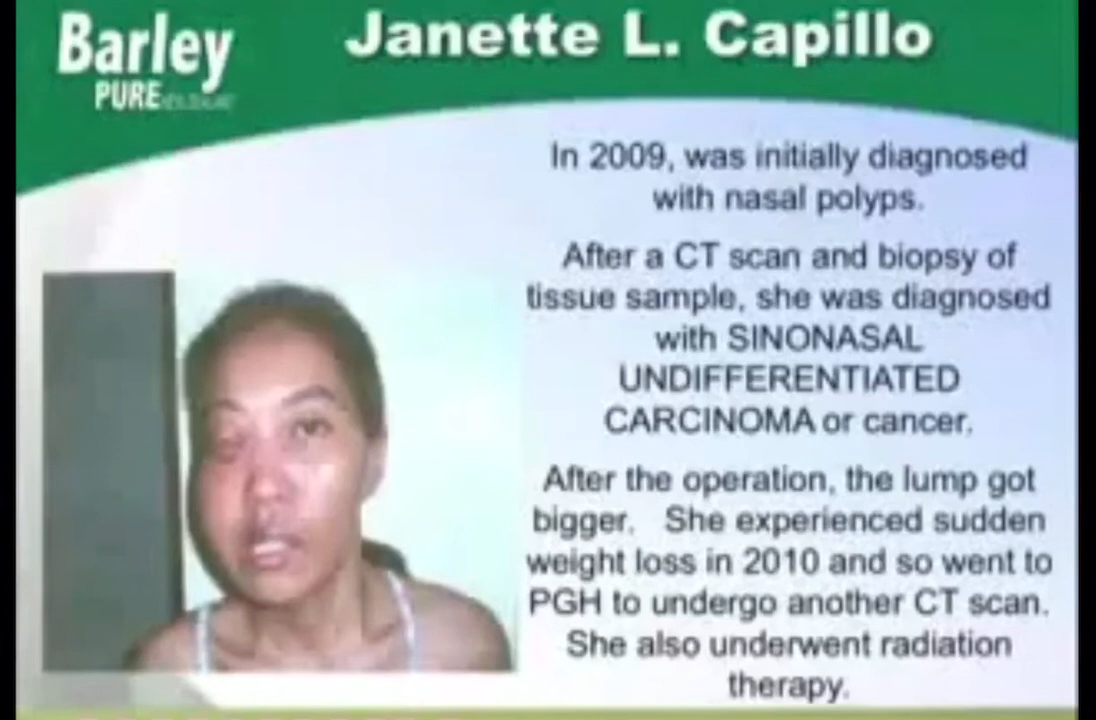 Barley
PURE
Janette L. Capillo
In 2009, was initially diagnosed
with nasal polyps.
After a CT scan and biopsy of
tissue sample, she was diagnosed
with SINONASAL
UNDIFFERENTIATED
CARCINOMA or cancer.
After the operation, the lump got
bigger. She experienced sudden
weight loss in 2010 and so went to
PGH to undergo another CT scan.
She also underwent radiation
therapy.